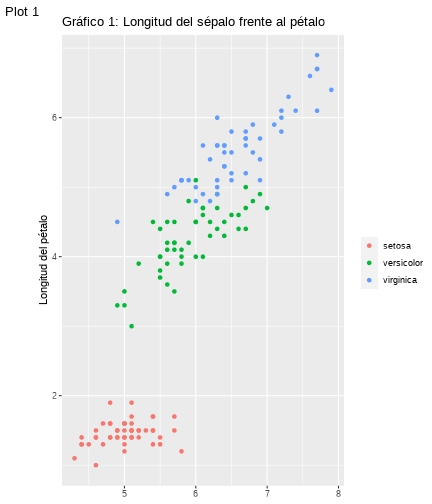 Plot 1
Gráfico 1: Longitud del sépalo frente al pétalo
Longitud del pétalo
6
4
2
5
6
7
8
setosa
versicolor
virginica